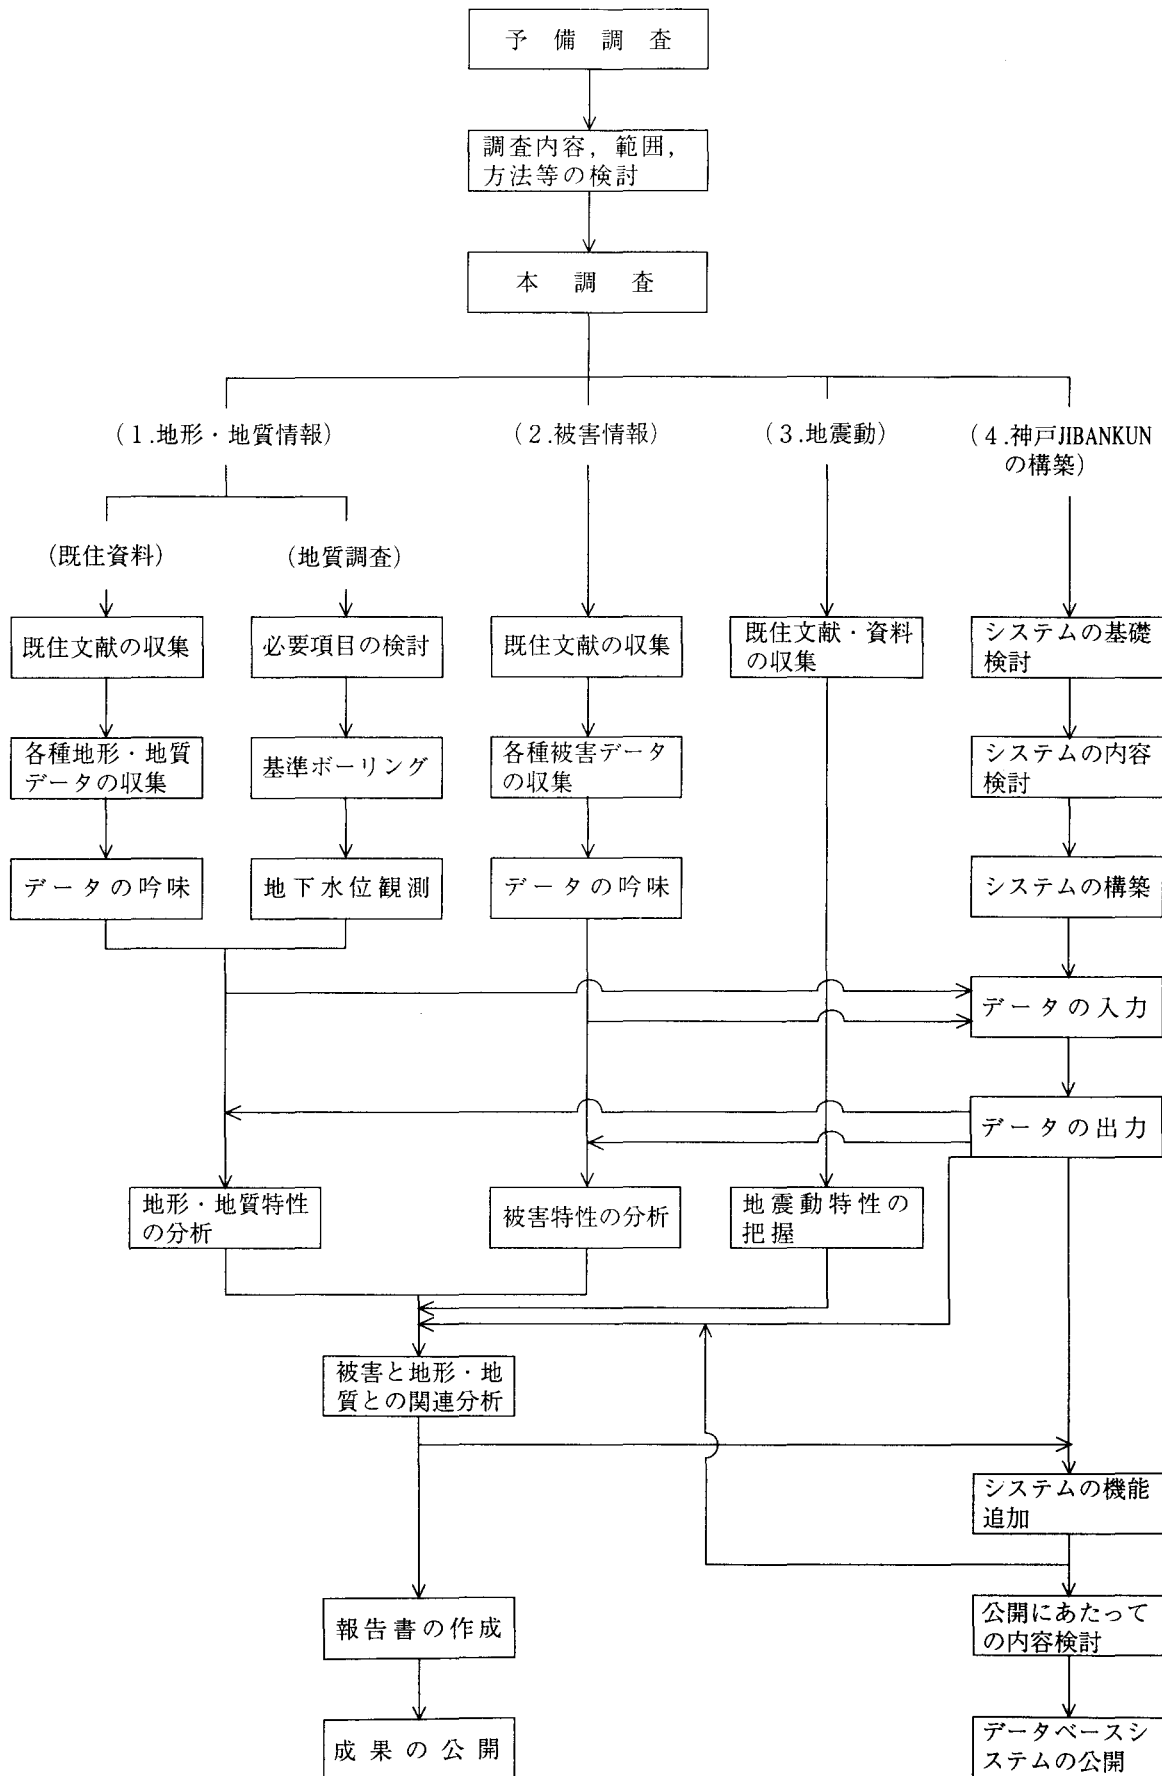 予備調査
調査内容，範囲，
方法等の検討
本調査
（１.地形・地質情報）
（２.被害情報）
（３.地震動）
（４.神戸JIBANKUN
の構築）
（既住資料）
（地質調査）
既住文献の収集
必要項目の検討
既住文献の収集
既住文献・資料
の収集
システムの基礎
検討
各種地形・地質
データの収集
基準ボーリング
各種被害データ
の収集
システムの内容
検討
データの吟味
地下水位観測
データの吟味
システムの構築
データの入力
データの出力
地形・地質特性
の分析
被害特性の分析
地震動特性の
把握
被害と地形・地
質との関連分析
システムの機能
追加
報告書の作成
公開にあたって
の内容検討
成果の公開
データベースシ
ステムの公開